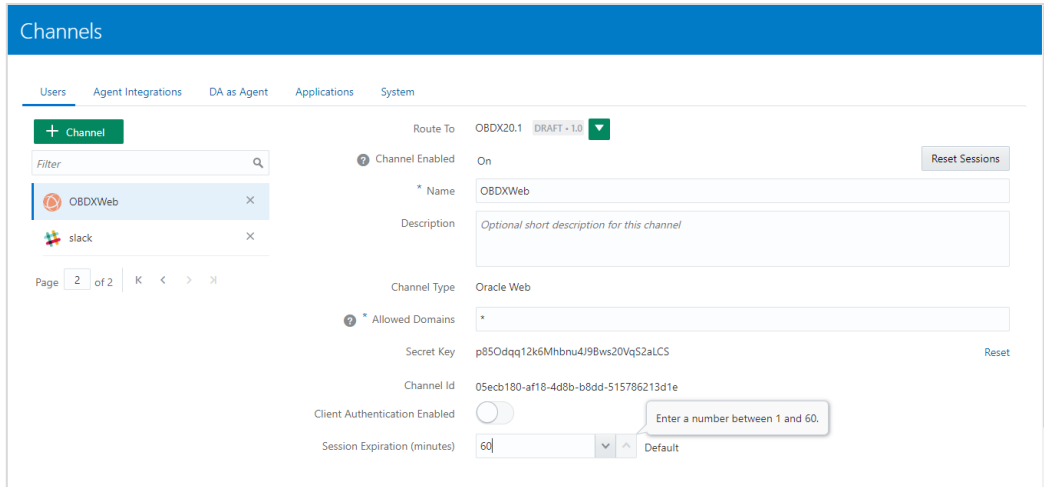 Channels
Users Agent Integrations DA as Agent Applications System
+ Channel
Filter
OBDXWeb
slack
Page 2 of 2
Route To OBDX20.1 DRAFT - 1.0
? Channel Enabled On Reset Sessions
* Name OBDXWeb
Description Optional short description for this channel
Channel Type Oracle Web
? * Allowed Domains *
Secret Key p85Odqq12k6Mhbnu4J9Bws20VqS2aLCS Reset
Channel Id 05ecb180-af18-4d8b-b8dd-515786213d1e
Client Authentication Enabled
Enter a number between 1 and 60.
Session Expiration (minutes) 60 Default